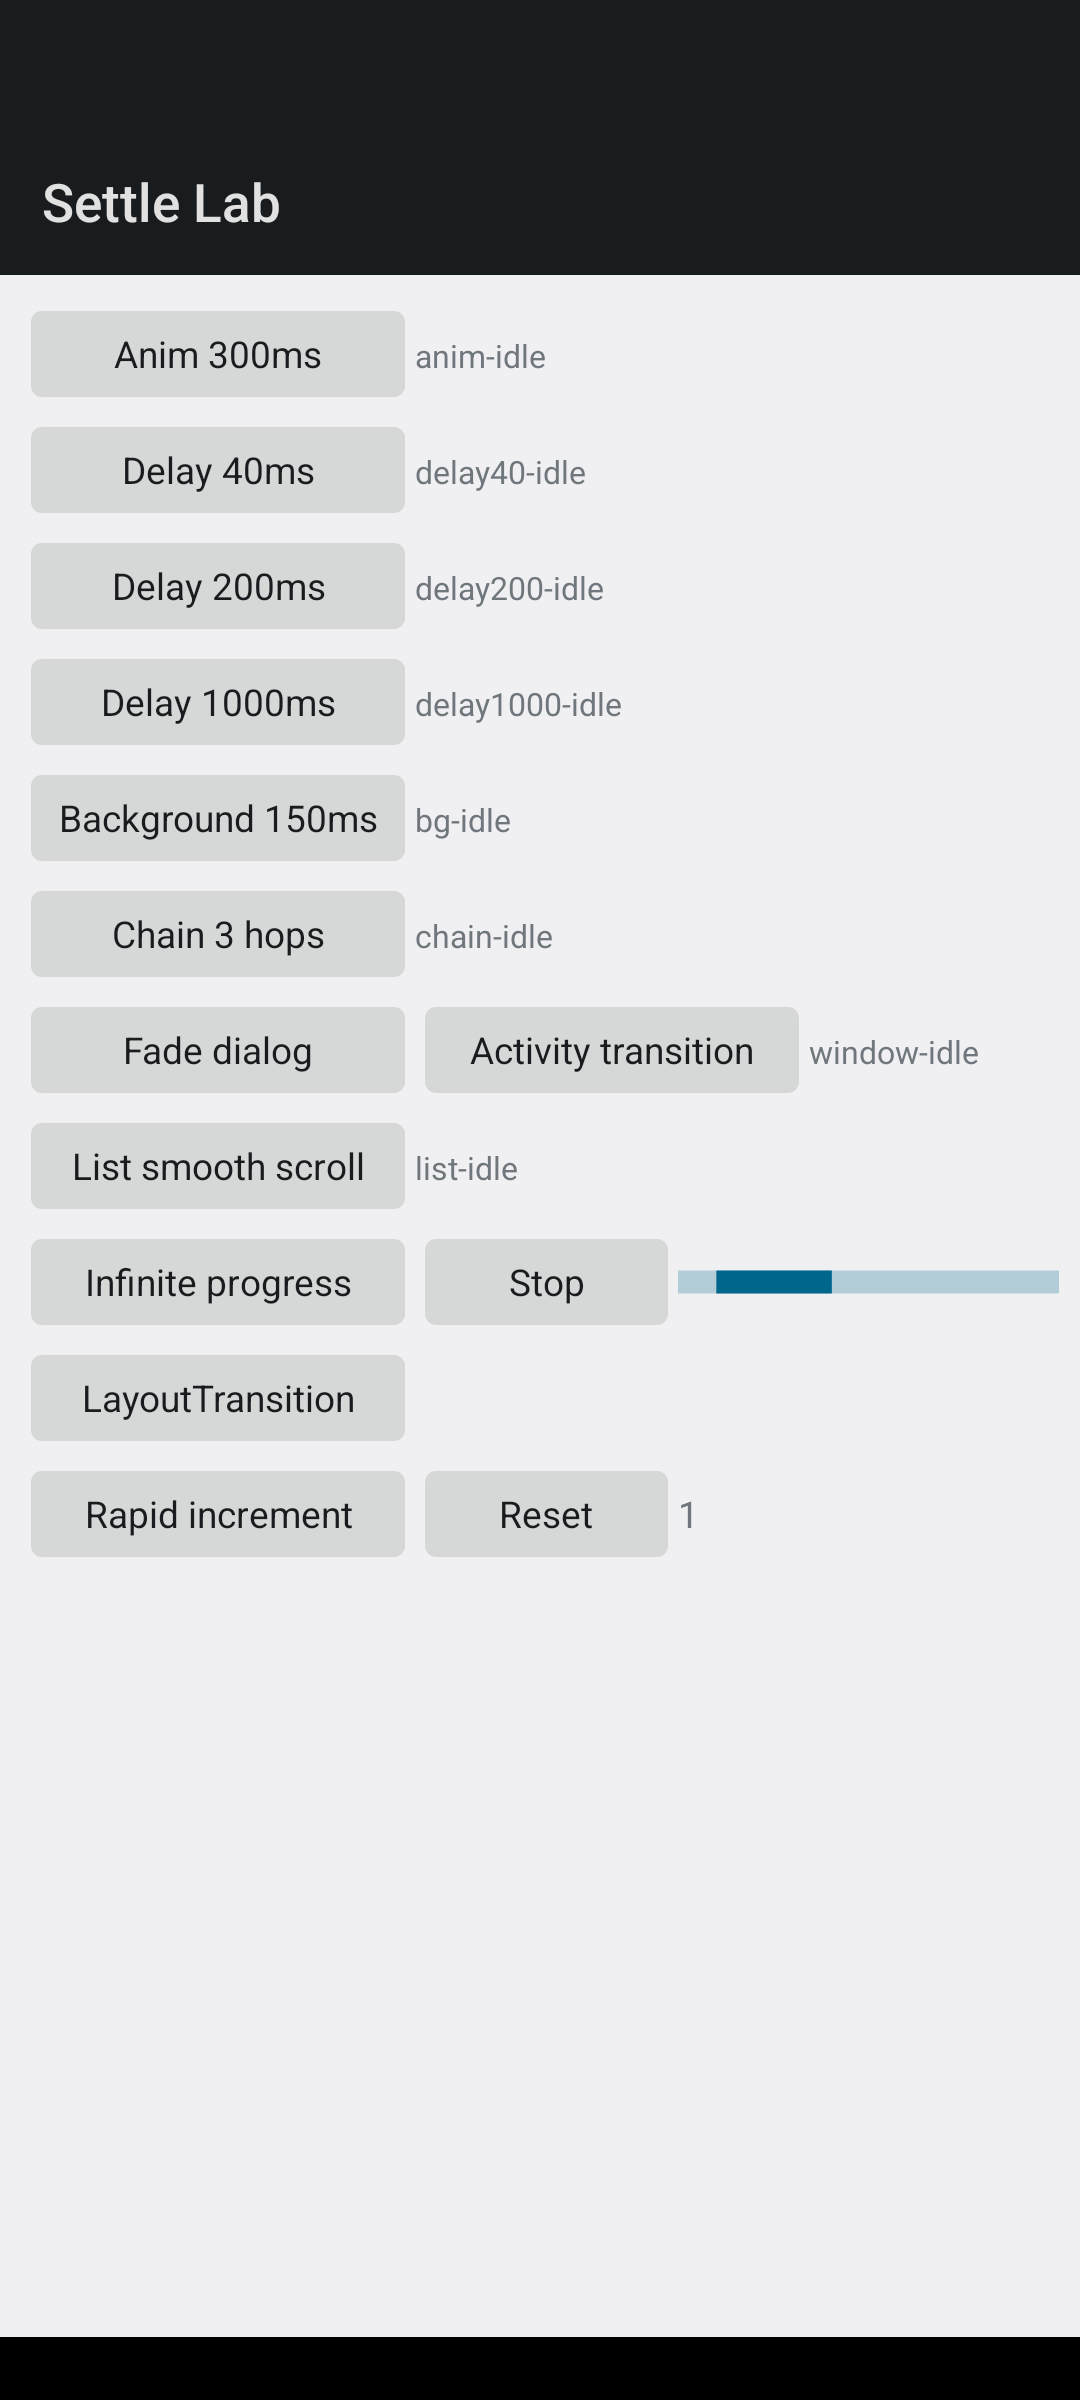 Settle Lab
Anim 300ms anim-idle
Delay 40ms delay40-idle
Delay 200ms delay200-idle
Delay 1000ms delay1000-idle
Background 150ms bg-idle
Chain 3 hops chain-idle
Fade dialog Activity transition window-idle
List smooth scroll list-idle
Infinite progress Stop
LayoutTransition
Rapid increment Reset 1